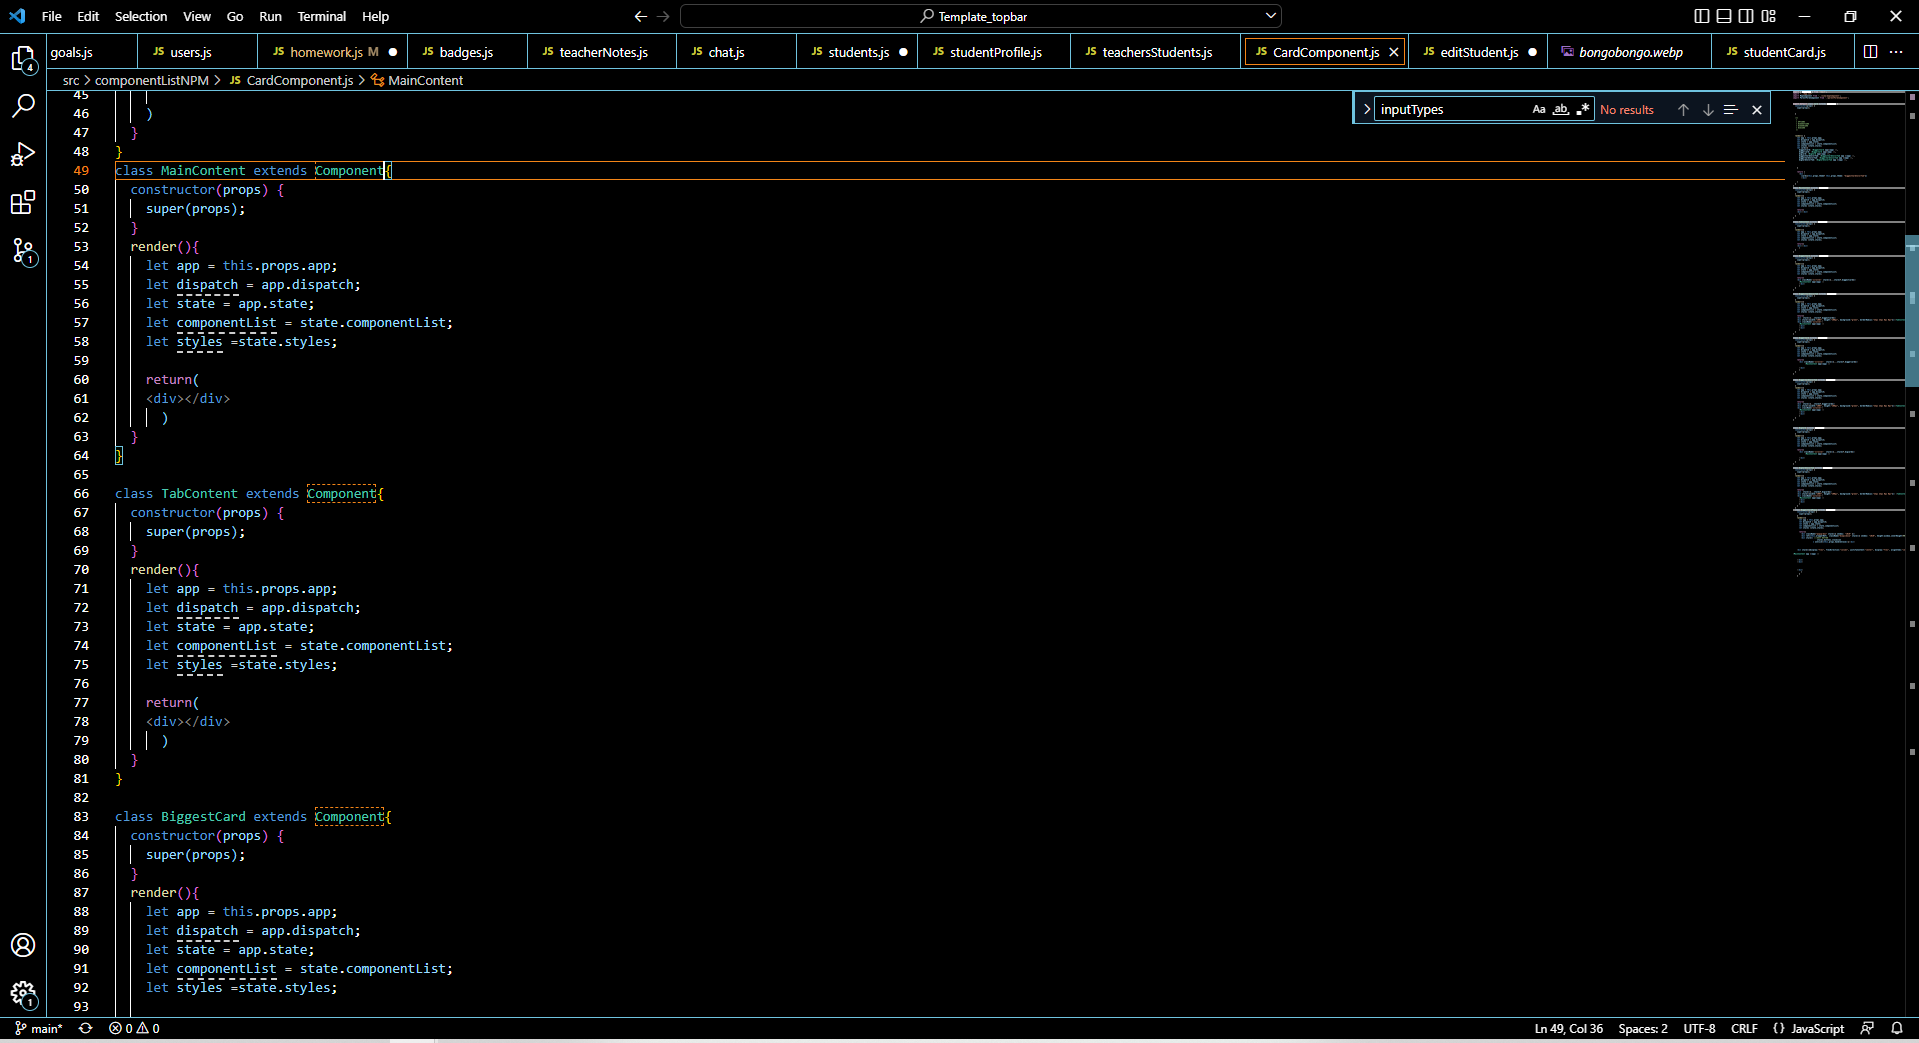 File Edit Selection View Go Run Terminal Help
Template_topbar
goals.js
JS users.js
JS homework.js M
JS badges.js
JS teacherNotes.js
JS chat.js
JS students.js
JS studentProfile.js
JS teachersStudents.js
JS CardComponent.js
JS editStudent.js
bongobongo.webp
JS studentCard.js
src > componentListNPM > JS CardComponent.js > MainContent
inputTypes
Aa ab
No results
4
1
1
45
46 )
47 }
48 }
49 class MainContent extends Component{
50 constructor(props) {
51 super(props);
52 }
53 render(){
54 let app = this.props.app;
55 let dispatch = app.dispatch;
56 let state = app.state;
57 let componentList = state.componentList;
58 let styles =state.styles;
59
60 return(
61 <div></div>
62 )
63 }
64 }
65
66 class TabContent extends Component{
67 constructor(props) {
68 super(props);
69 }
70 render(){
71 let app = this.props.app;
72 let dispatch = app.dispatch;
73 let state = app.state;
74 let componentList = state.componentList;
75 let styles =state.styles;
76
77 return(
78 <div></div>
79 )
80 }
81 }
82
83 class BiggestCard extends Component{
84 constructor(props) {
85 super(props);
86 }
87 render(){
88 let app = this.props.app;
89 let dispatch = app.dispatch;
90 let state = app.state;
91 let componentList = state.componentList;
92 let styles =state.styles;
93
main* 0 0
Ln 49, Col 36 Spaces: 2 UTF-8 CRLF {} JavaScript